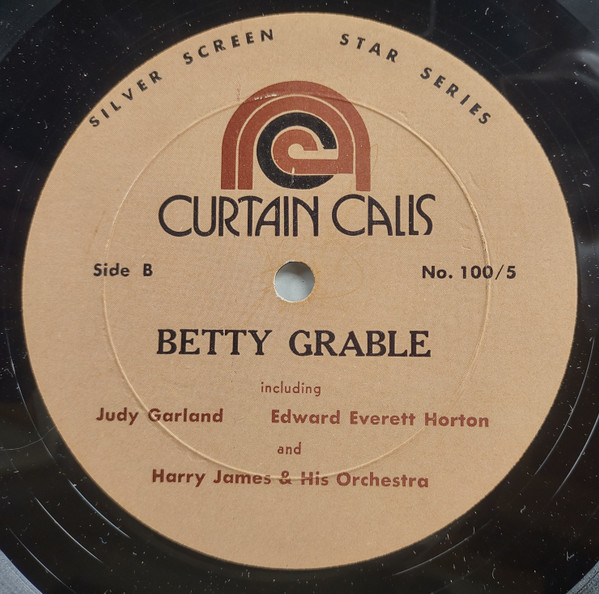 SILVER SCREEN STAR SERIES
CURTAIN CALLS
Side B No. 100/5
BETTY GRABLE
including
Judy Garland Edward Everett Horton
and
Harry James & His Orchestra